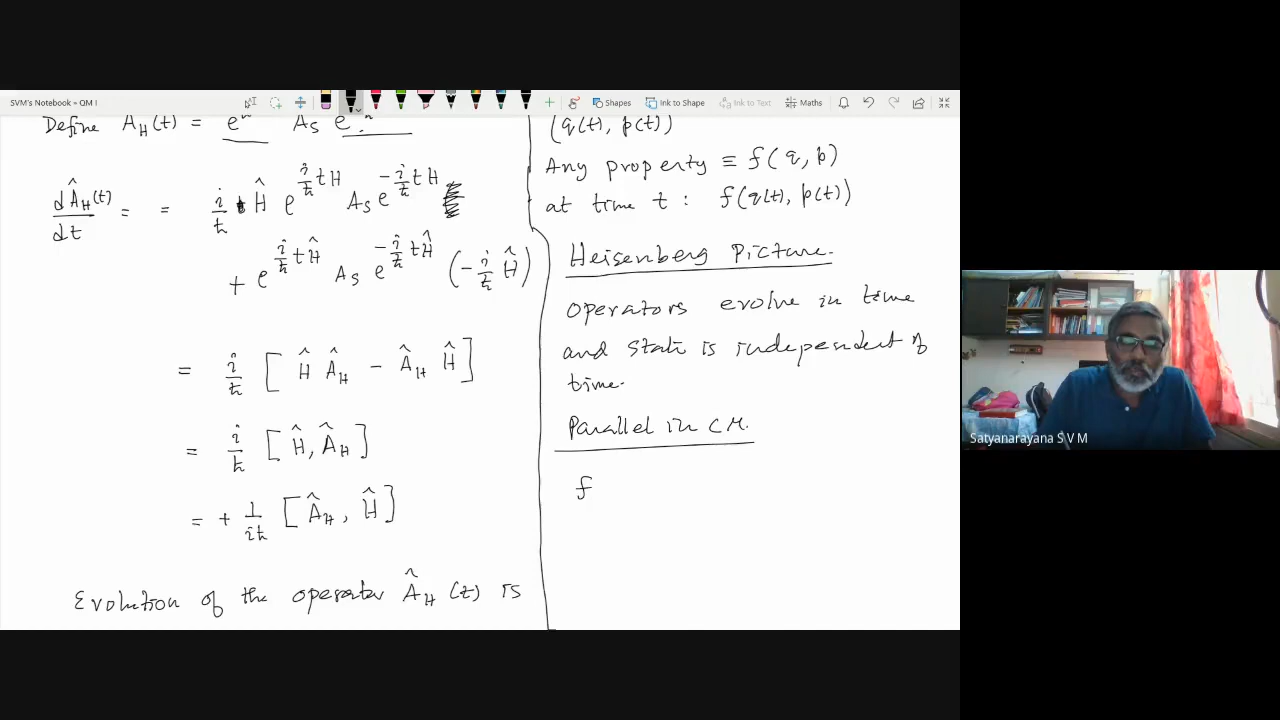 SVM's Notebook » QM I
Shapes
Ink to Shape
Ink to Text
Maths
Define A_H(t) = e A_S e
dÂ_H(t)/dt = = i/ħ Ĥ e^{i/ħ tH} A_S e^{-i/ħ tH}
+ e^{i/ħ tĤ} A_S e^{-i/ħ tĤ} (-i/ħ Ĥ)
= i/ħ [Ĥ Â_H - Â_H Ĥ]
= i/ħ [Ĥ, Â_H]
= + 1/iħ [Â_H, Ĥ]
Evolution of the operator Â_H(t) is
(q(t), p(t))
Any property ≡ f(q, p)
at time t : f(q(t), p(t))
Heisenberg Picture.
operators evolve in time
and state is independent of
time.
Parallel in CM.
f
Satyanarayana S V M